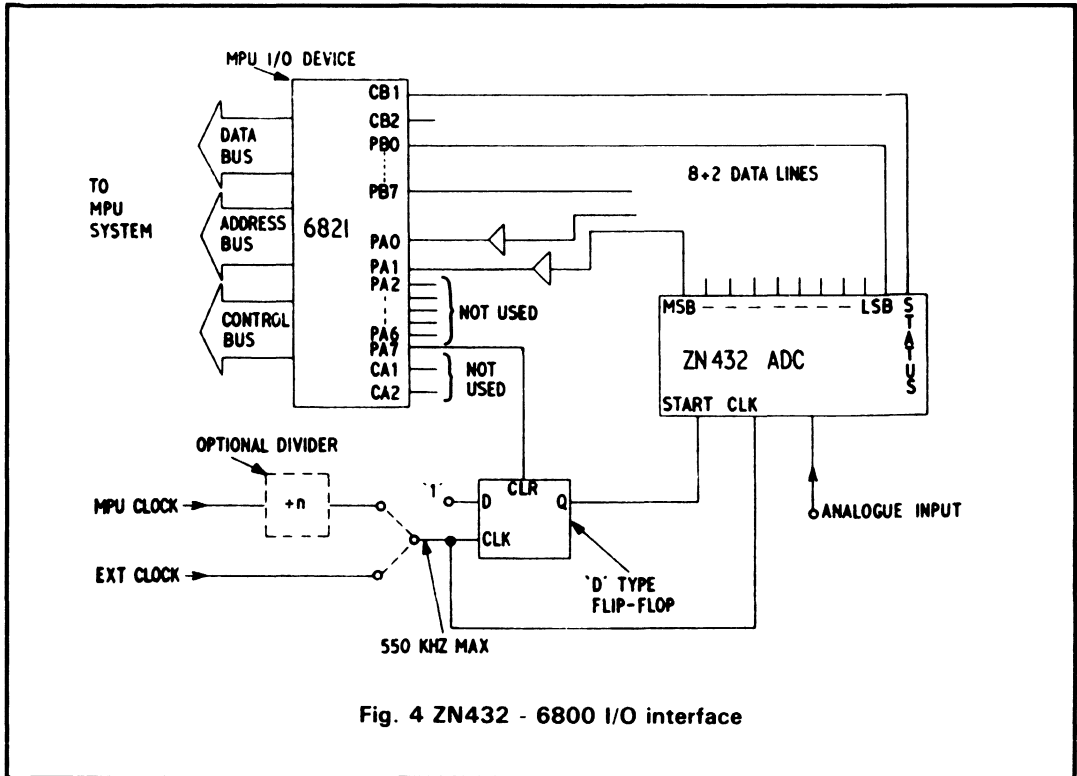 MPU I/O DEVICE
CB1
CB2
PB0
PB7
PA0
PA1
PA2
PA6
PA7
CA1
CA2
6821
DATA
BUS
ADDRESS
BUS
CONTROL
BUS
TO
MPU
SYSTEM
8+2 DATA LINES
NOT USED
NOT
USED
MSB
LSB
STATUS
ZN432 ADC
START CLK
OPTIONAL DIVIDER
MPU CLOCK
÷n
EXT CLOCK
'1'
D
CLR
Q
CLK
ANALOGUE INPUT
'D' TYPE
FLIP-FLOP
550 KHZ MAX
Fig. 4 ZN432 - 6800 I/O interface